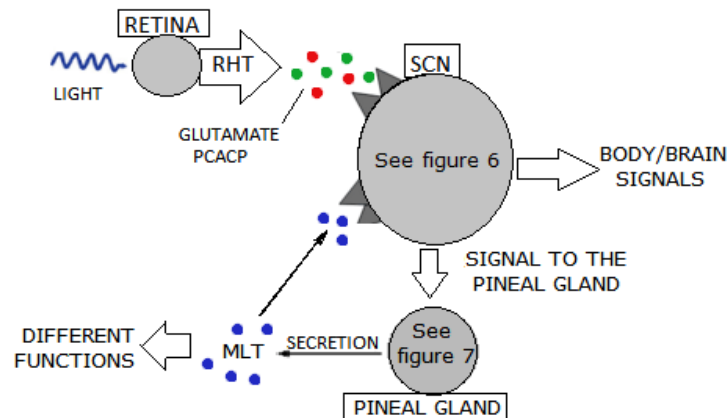 RETINA
LIGHT
RHT
GLUTAMATE
PCACP
SCN
See figure 6
BODY/BRAIN
SIGNALS
SIGNAL TO THE
PINEAL GLAND
DIFFERENT
FUNCTIONS
MLT
SECRETION
See
figure 7
PINEAL GLAND